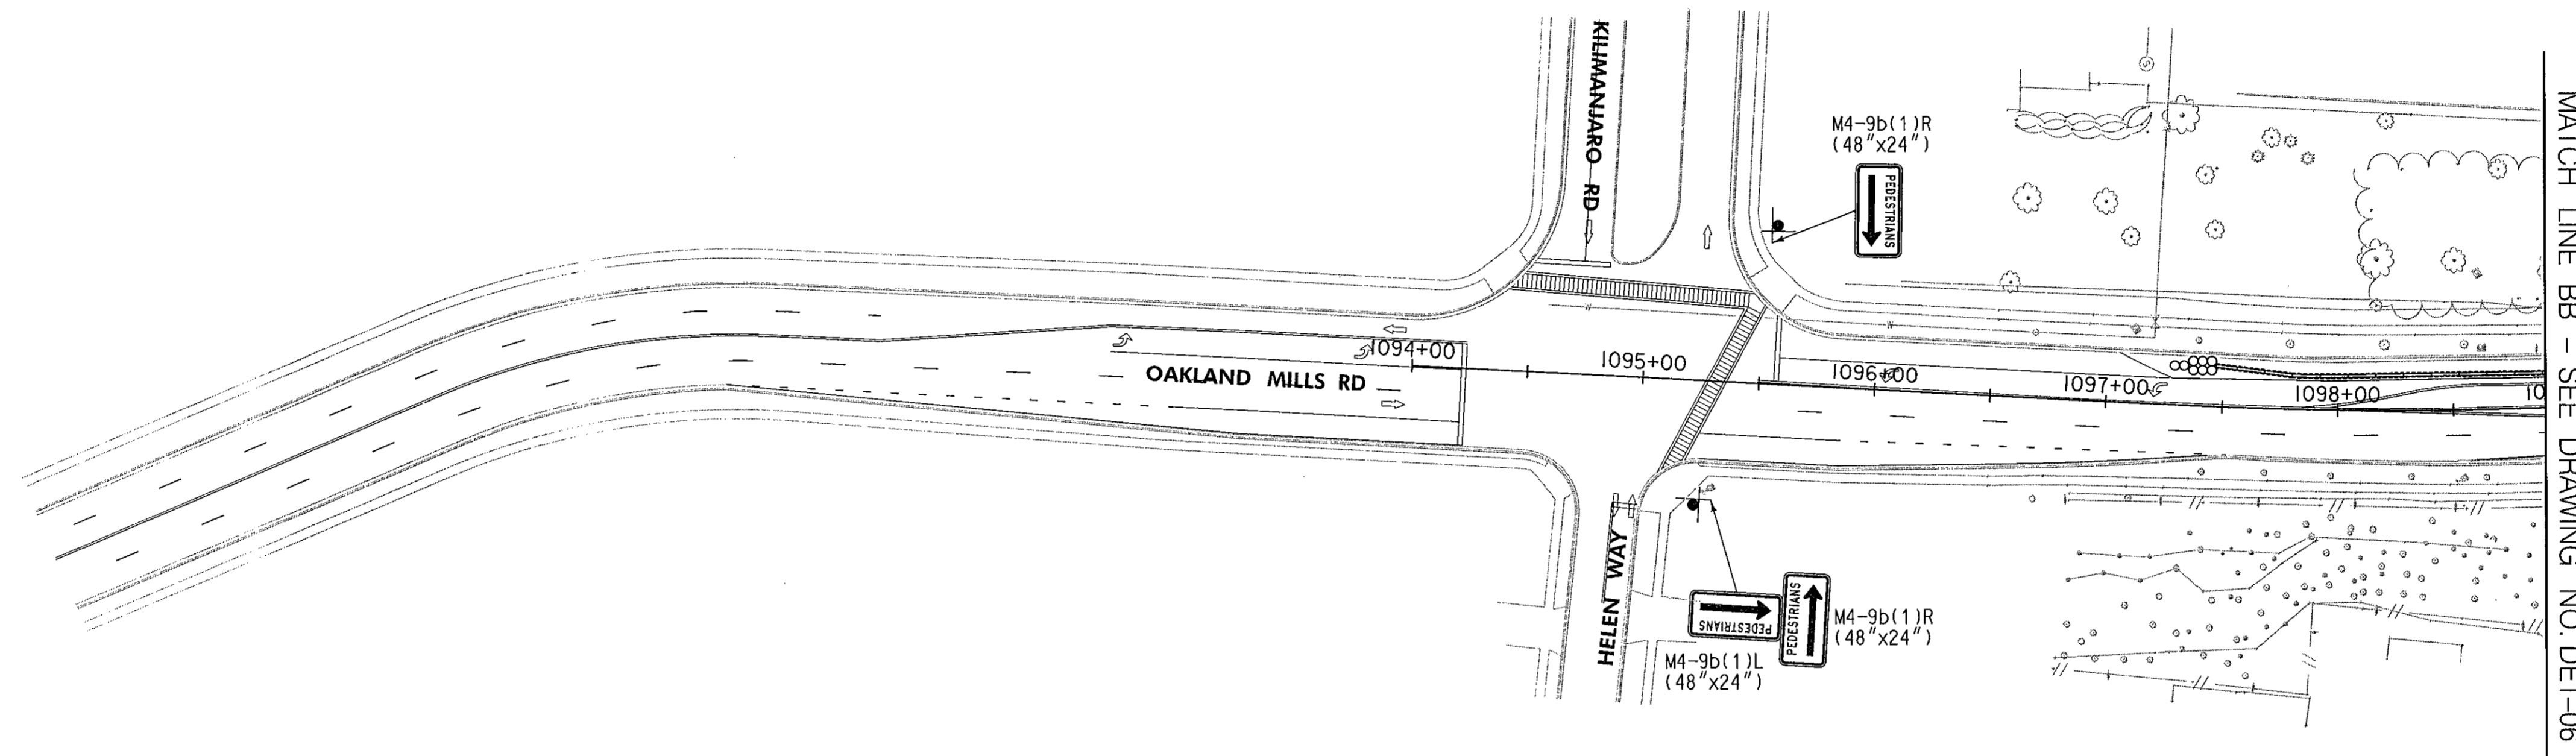 KILIMANJARO RD
M4-9b(1)R
(48"x24")
PEDESTRIANS
S
W
W
1094+00
1095+00
1096+00
1097+00
1098+00
10
OAKLAND MILLS RD
HELEN WAY
PEDESTRIANS
PEDESTRIANS
M4-9b(1)R
(48"x24")
M4-9b(1)L
(48"x24")
MATCH LINE BB - SEE DRAWING NO. DET-06